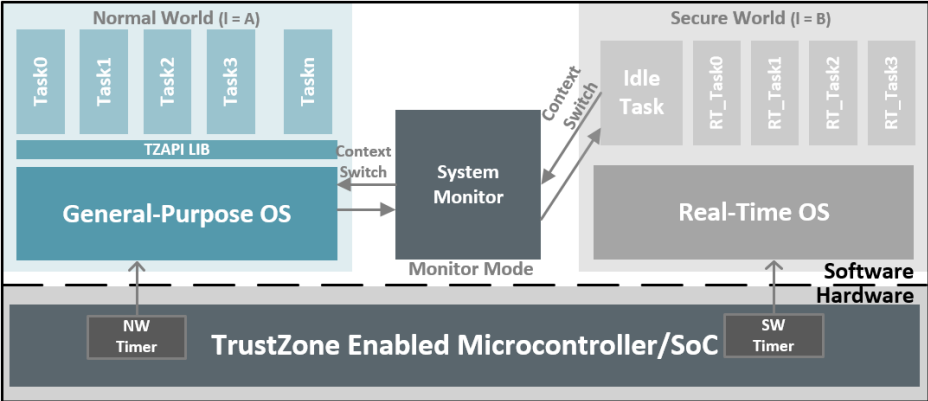 Normal World (I = A)
Secure World (I = B)
Task0
Task1
Task2
Task3
Taskn
TZAPI LIB
General-Purpose OS
Context
Switch
System
Monitor
Monitor Mode
Context
Switch
Idle
Task
RT_Task0
RT_Task1
RT_Task2
RT_Task3
Real-Time OS
Software
Hardware
NW
Timer
TrustZone Enabled Microcontroller/SoC
SW
Timer